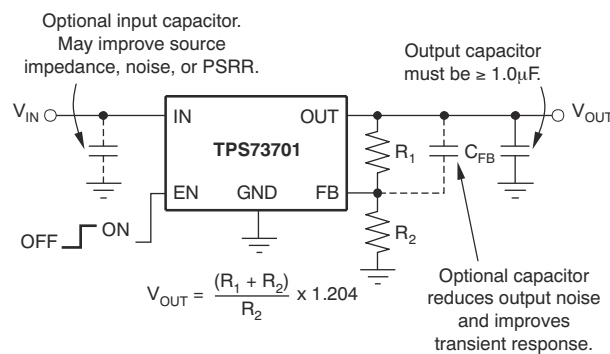 Optional input capacitor.
May improve source
impedance, noise, or PSRR.
Output capacitor
must be ≥ 1.0μF.
V_IN
IN
OUT
V_OUT
TPS73701
R_1
C_FB
EN
GND
FB
OFF
ON
R_2
V_OUT = (R_1 + R_2) / R_2 x 1.204
Optional capacitor
reduces output noise
and improves
transient response.